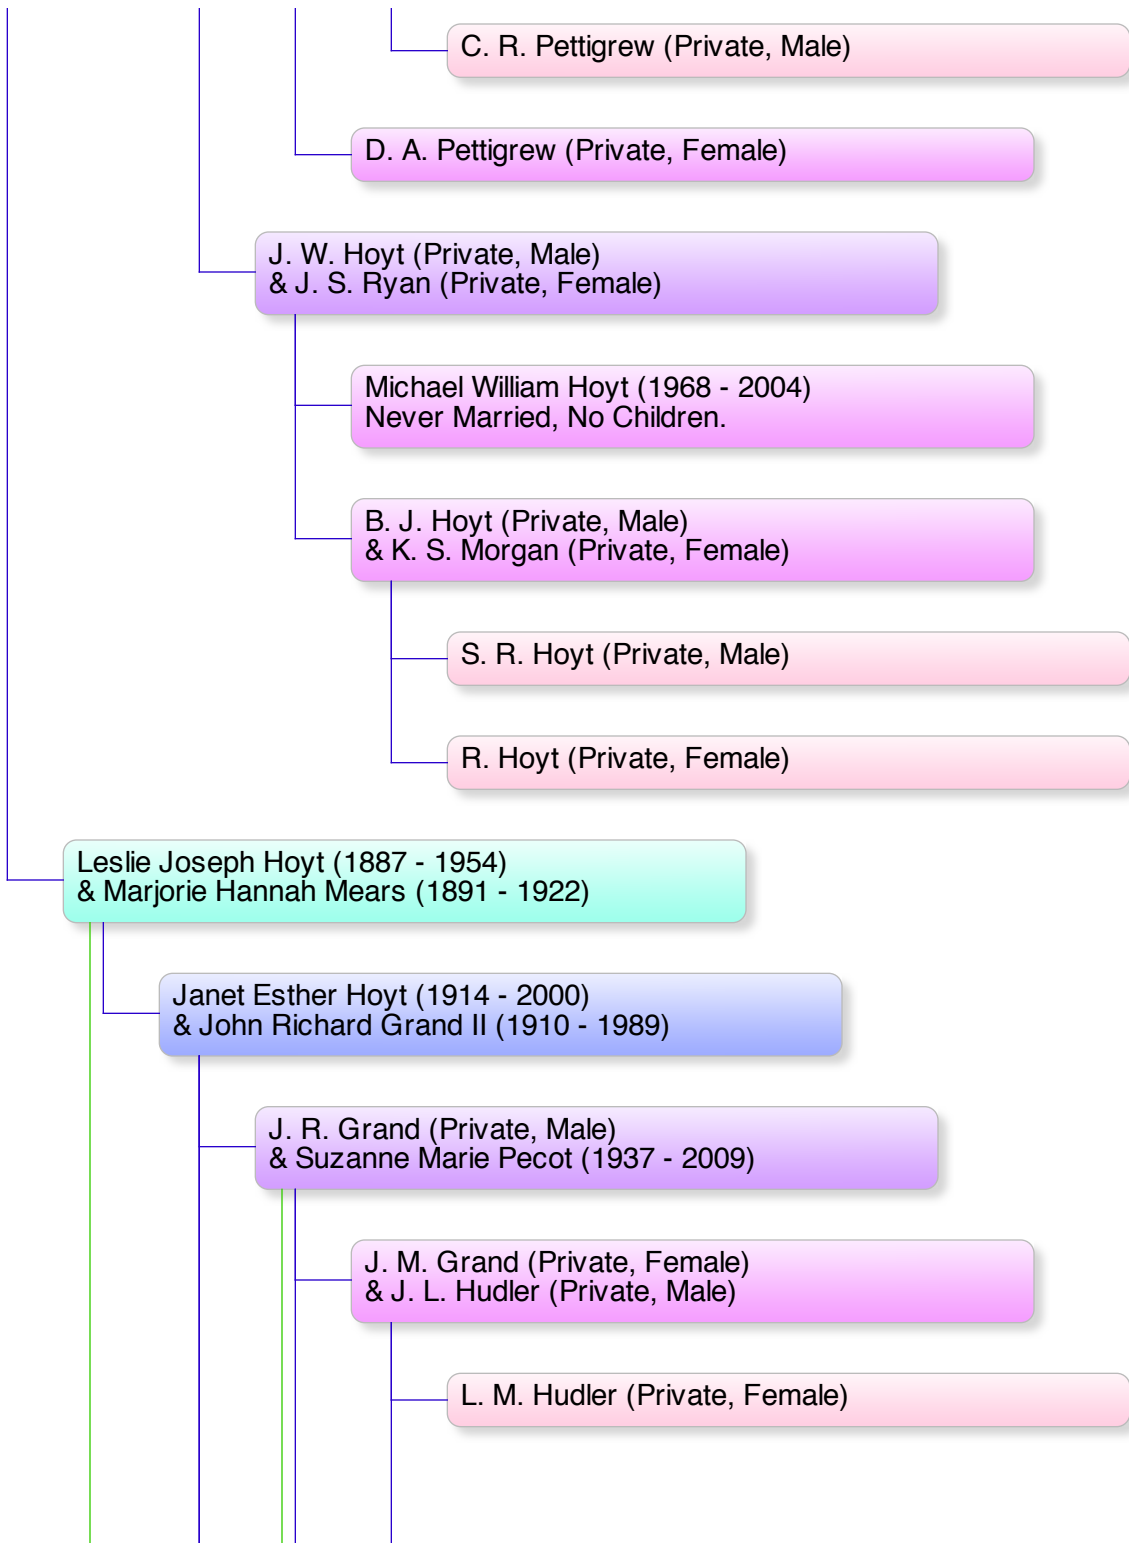 C. R. Pettigrew (Private, Male)
D. A. Pettigrew (Private, Female)
J. W. Hoyt (Private, Male)
& J. S. Ryan (Private, Female)
Michael William Hoyt (1968 - 2004)
Never Married, No Children.
B. J. Hoyt (Private, Male)
& K. S. Morgan (Private, Female)
S. R. Hoyt (Private, Male)
R. Hoyt (Private, Female)
Leslie Joseph Hoyt (1887 - 1954)
& Marjorie Hannah Mears (1891 - 1922)
Janet Esther Hoyt (1914 - 2000)
& John Richard Grand II (1910 - 1989)
J. R. Grand (Private, Male)
& Suzanne Marie Pecot (1937 - 2009)
J. M. Grand (Private, Female)
& J. L. Hudler (Private, Male)
L. M. Hudler (Private, Female)